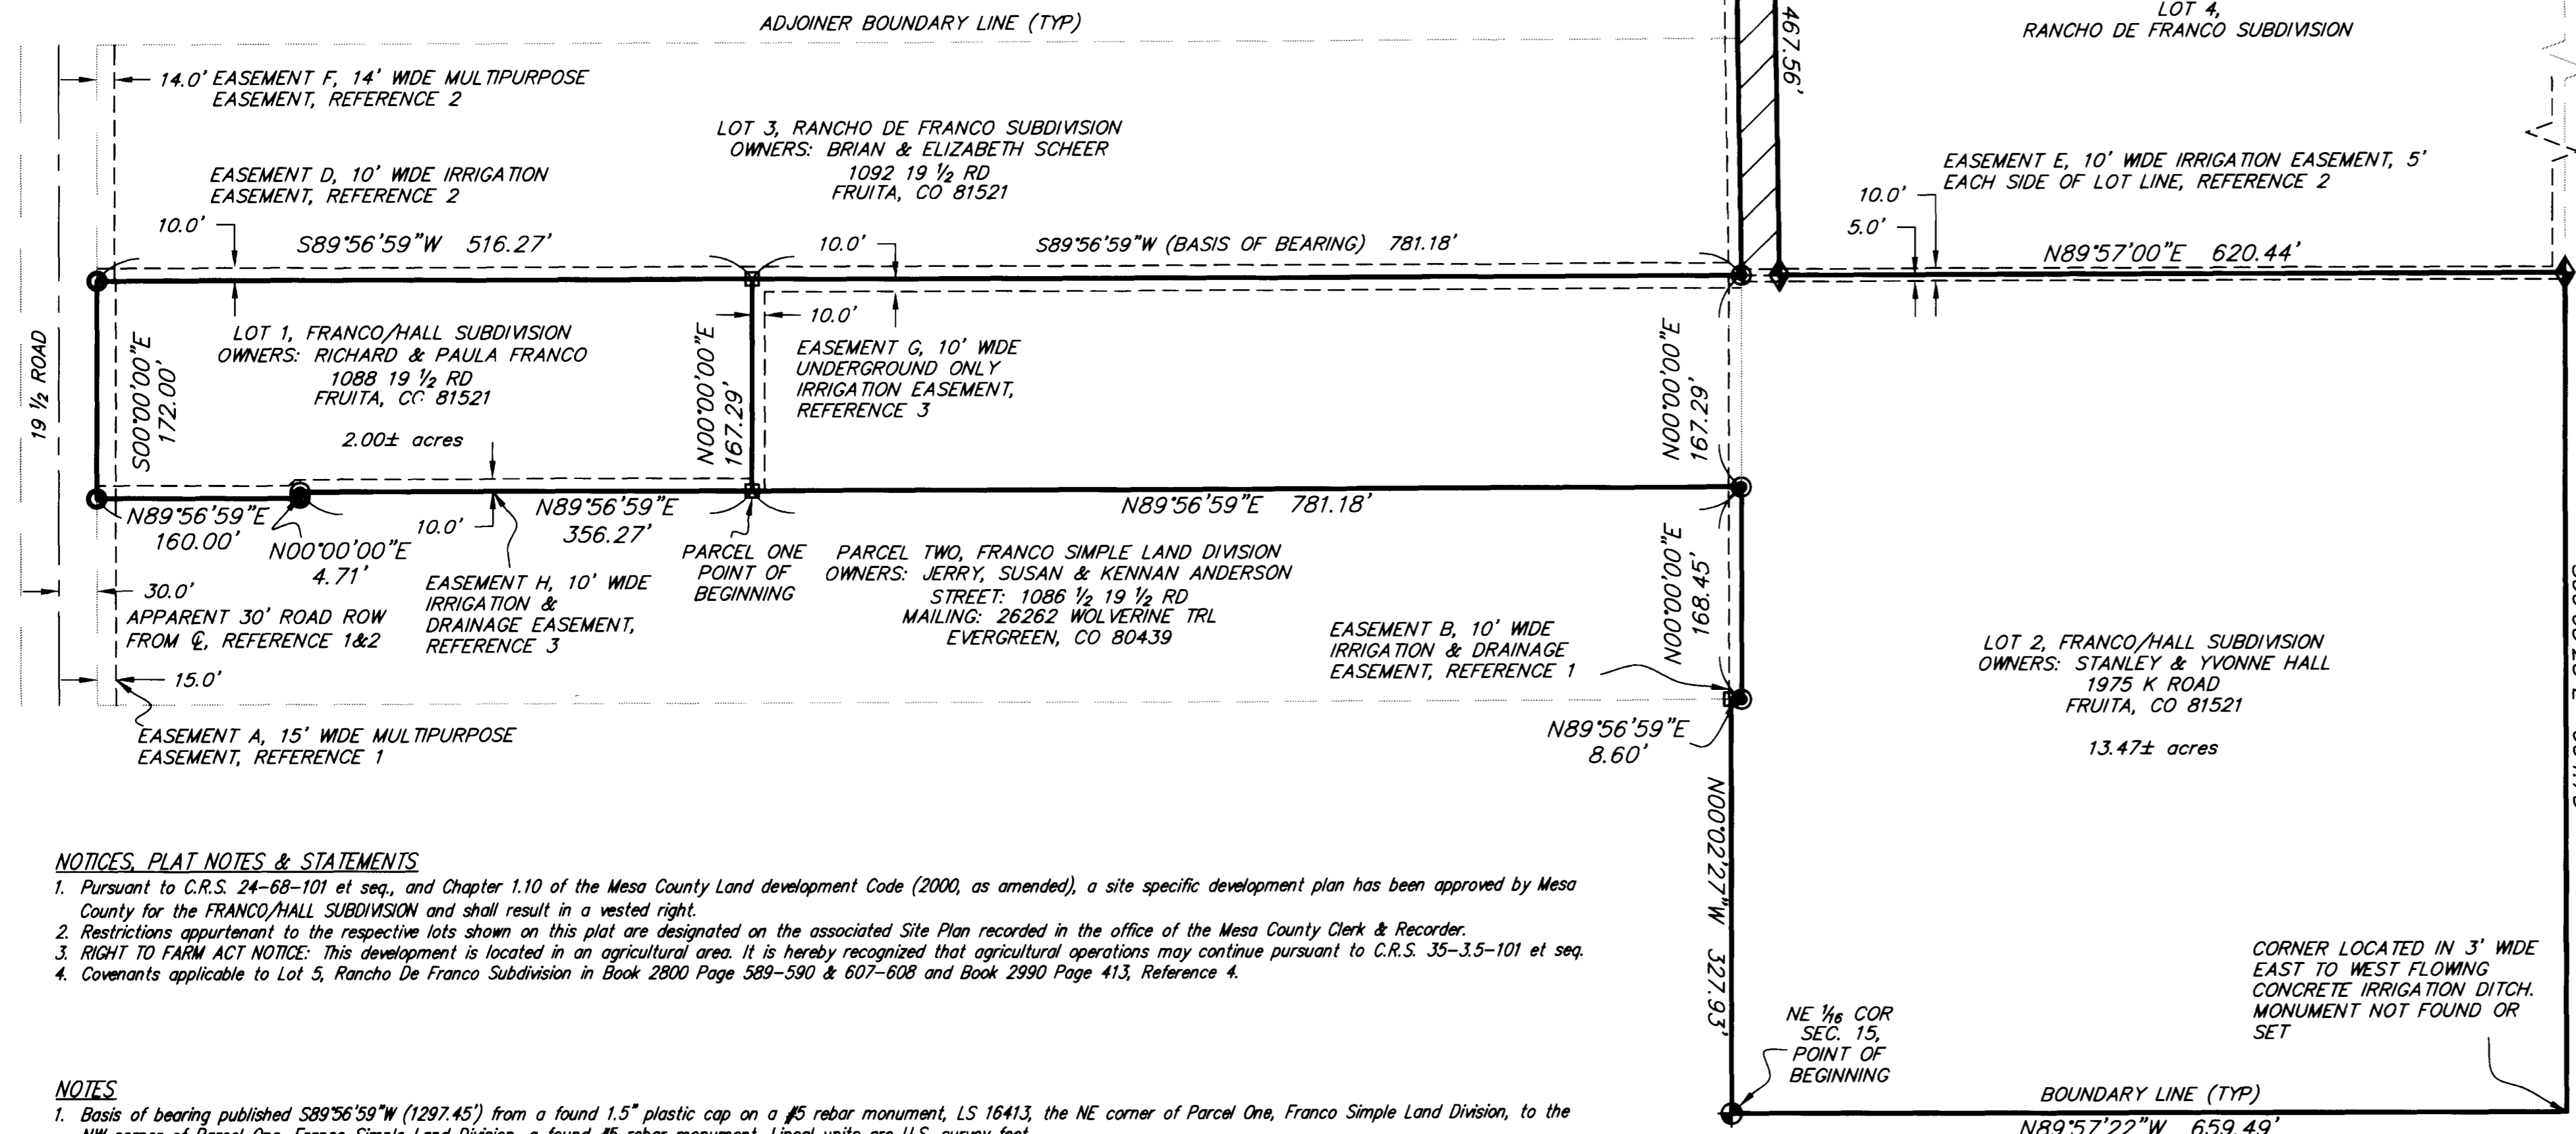 ADJOINER BOUNDARY LINE (TYP)
467.56'
LOT 4,
RANCHO DE FRANCO SUBDIVISION
14.0' EASEMENT F, 14' WIDE MULTIPURPOSE
EASEMENT, REFERENCE 2
LOT 3, RANCHO DE FRANCO SUBDIVISION
OWNERS: BRIAN & ELIZABETH SCHEER
1092 19 ½ RD
FRUITA, CO 81521
EASEMENT D, 10' WIDE IRRIGATION
EASEMENT, REFERENCE 2
EASEMENT E, 10' WIDE IRRIGATION EASEMENT, 5'
EACH SIDE OF LOT LINE, REFERENCE 2
10.0'
5.0'
10.0'
S89°56'59"W 516.27'
10.0'
S89°56'59"W (BASIS OF BEARING) 781.18'
N89°57'00"E 620.44'
19 ½ ROAD
S00°00'00"E
172.00'
LOT 1, FRANCO/HALL SUBDIVISION
OWNERS: RICHARD & PAULA FRANCO
1088 19 ½ RD
FRUITA, CO 81521
2.00± acres
N00°00'00"E
167.29'
10.0'
EASEMENT G, 10' WIDE
UNDERGROUND ONLY
IRRIGATION EASEMENT,
REFERENCE 3
N00°00'00"E
167.29'
N89°56'59"E
160.00'
N00°00'00"E
4.71'
10.0'
N89°56'59"E
356.27'
N89°56'59"E 781.18'
N00°00'00"E
168.45'
30.0'
APPARENT 30' ROAD ROW
FROM ℄, REFERENCE 1&2
EASEMENT H, 10' WIDE
IRRIGATION &
DRAINAGE EASEMENT,
REFERENCE 3
PARCEL ONE
POINT OF
BEGINNING
PARCEL TWO, FRANCO SIMPLE LAND DIVISION
OWNERS: JERRY, SUSAN & KENNAN ANDERSON
STREET: 1086 ½ 19 ½ RD
MAILING: 26262 WOLVERINE TRL
EVERGREEN, CO 80439
EASEMENT B, 10' WIDE
IRRIGATION & DRAINAGE
EASEMENT, REFERENCE 1
LOT 2, FRANCO/HALL SUBDIVISION
OWNERS: STANLEY & YVONNE HALL
1975 K ROAD
FRUITA, CO 81521
13.47± acres
15.0'
EASEMENT A, 15' WIDE MULTIPURPOSE
EASEMENT, REFERENCE 1
N89°56'59"E
8.60'
N00°02'27"W 327.93'
NOTICES, PLAT NOTES & STATEMENTS
1. Pursuant to C.R.S. 24-68-101 et seq., and Chapter 1.10 of the Mesa County Land development Code (2000, as amended), a site specific development plan has been approved by Mesa
County for the FRANCO/HALL SUBDIVISION and shall result in a vested right.
2. Restrictions appurtenant to the respective lots shown on this plat are designated on the associated Site Plan recorded in the office of the Mesa County Clerk & Recorder.
3. RIGHT TO FARM ACT NOTICE: This development is located in an agricultural area. It is hereby recognized that agricultural operations may continue pursuant to C.R.S. 35-3.5-101 et seq.
4. Covenants applicable to Lot 5, Rancho De Franco Subdivision in Book 2800 Page 589-590 & 607-608 and Book 2990 Page 413, Reference 4.
CORNER LOCATED IN 3' WIDE
EAST TO WEST FLOWING
CONCRETE IRRIGATION DITCH.
MONUMENT NOT FOUND OR
SET
NE 1/16 COR
SEC. 15,
POINT OF
BEGINNING
BOUNDARY LINE (TYP)
N89°57'22"W 659.49'
NOTES
1. Basis of bearing published S89°56'59"W (1297.45') from a found 1.5" plastic cap on a #5 rebar monument, LS 16413, the NE corner of Parcel One, Franco Simple Land Division, to the
NW corner of Parcel One, Franco Simple Land Division, a found #5 rebar monument. Lineal units are U.S. survey feet.